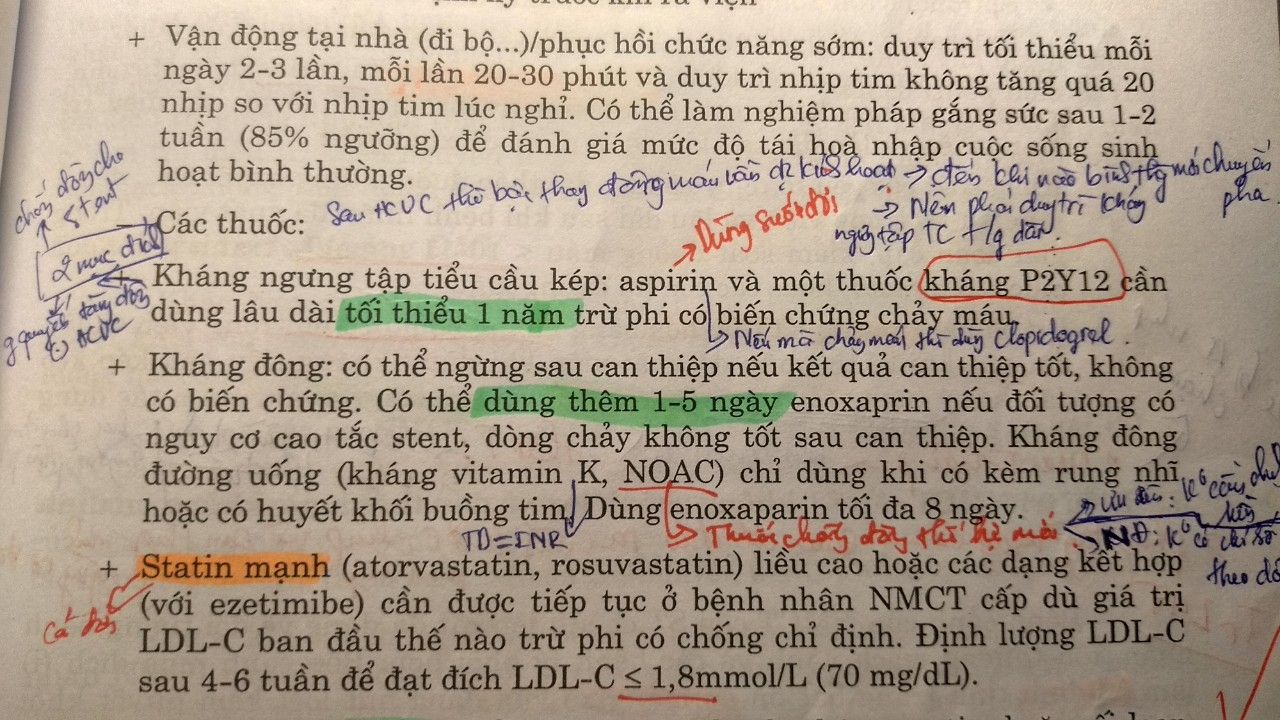 trước khi ra viện
+ Vận động tại nhà (đi bộ...)/phục hồi chức năng sớm: duy trì tối thiểu mỗi
ngày 2-3 lần, mỗi lần 20-30 phút và duy trì nhịp tim không tăng quá 20
nhịp so với nhịp tim lúc nghỉ. Có thể làm nghiệm pháp gắng sức sau 1-2
tuần (85% ngưỡng) để đánh giá mức độ tái hoà nhập cuộc sống sinh
hoạt bình thường.
chống đông cho
stent
Sau HCVC thì
đông máu vẫn đc kích hoạt → đến khi nào bình thg mới chuyển
pha.
→ Nên phải duy trì kháng
ngưng tập TC
Các thuốc:
→ Dùng suốt đời
2 mục đích
HCVC
+ Kháng ngưng tập tiểu cầu kép: aspirin và một thuốc kháng P2Y12 cần
dùng lâu dài tối thiểu 1 năm trừ phi có biến chứng chảy máu.
→ Nếu mà chảy máu thì dùng clopidogrel.
+ Kháng đông: có thể ngừng sau can thiệp nếu kết quả can thiệp tốt, không
có biến chứng. Có thể dùng thêm 1-5 ngày enoxaprin nếu đối tượng có
nguy cơ cao tắc stent, dòng chảy không tốt sau can thiệp. Kháng đông
đường uống (kháng vitamin K, NOAC) chỉ dùng khi có kèm rung nhĩ
hoặc có huyết khối buồng tim. Dùng enoxaparin tối đa 8 ngày.
TD=INR
→ Thuốc chống đông thế hệ mới
Ưu điểm: K° cần
NĐ: K° có chỉ số
theo dõi
+ Statin mạnh (atorvastatin, rosuvastatin) liều cao hoặc các dạng kết hợp
(với ezetimibe) cần được tiếp tục ở bệnh nhân NMCT cấp dù giá trị
cả đời
LDL-C ban đầu thế nào trừ phi có chống chỉ định. Định lượng LDL-C
sau 4-6 tuần để đạt đích LDL-C ≤ 1,8mmol/L (70 mg/dL).